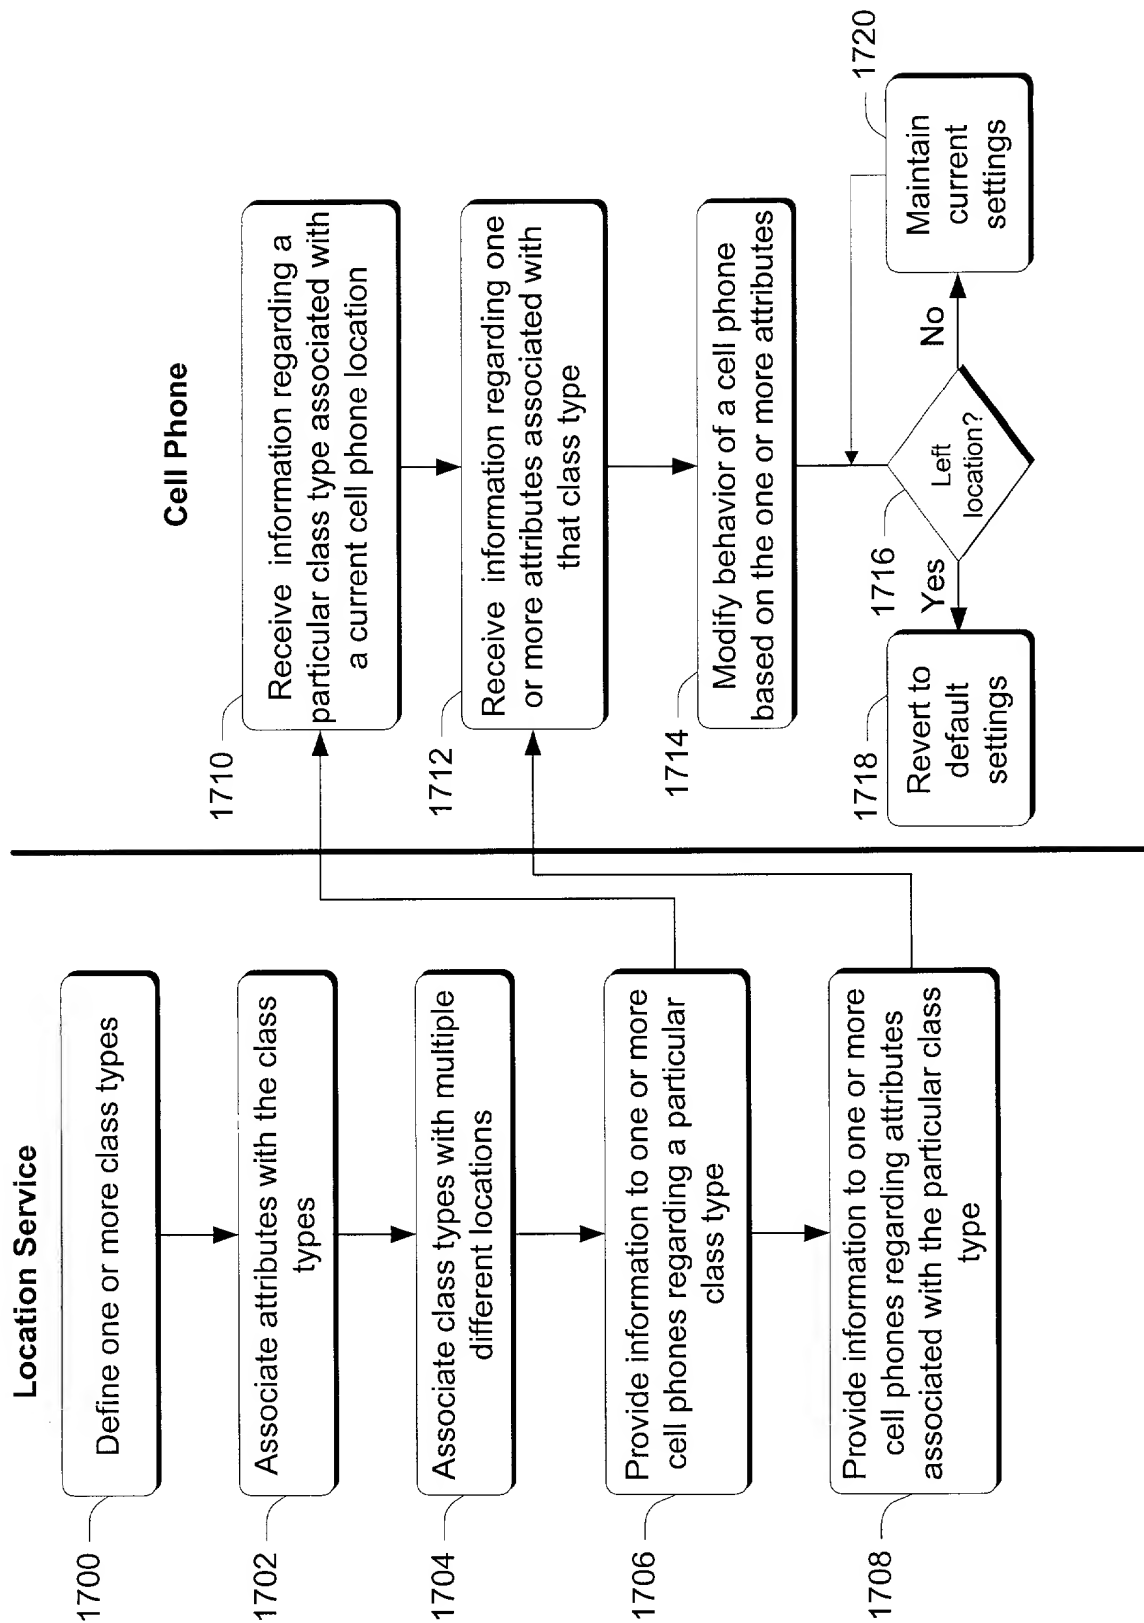 Location Service
1700
Define one or more class types
1702
Associate attributes with the class
types
1704
Associate class types with multiple
different locations
1706
Provide information to one or more
cell phones regarding a particular
class type
1708
Provide information to one or more
cell phones regarding attributes
associated with the particular class
type
Cell Phone
1710
Receive information regarding a
particular class type associated with
a current cell phone location
1712
Receive information regarding one
or more attributes associated with
that class type
1714
Modify behavior of a cell phone
based on the one or more attributes
1716
Left
location?
Yes
No
1718
Revert to
default
settings
1720
Maintain
current
settings